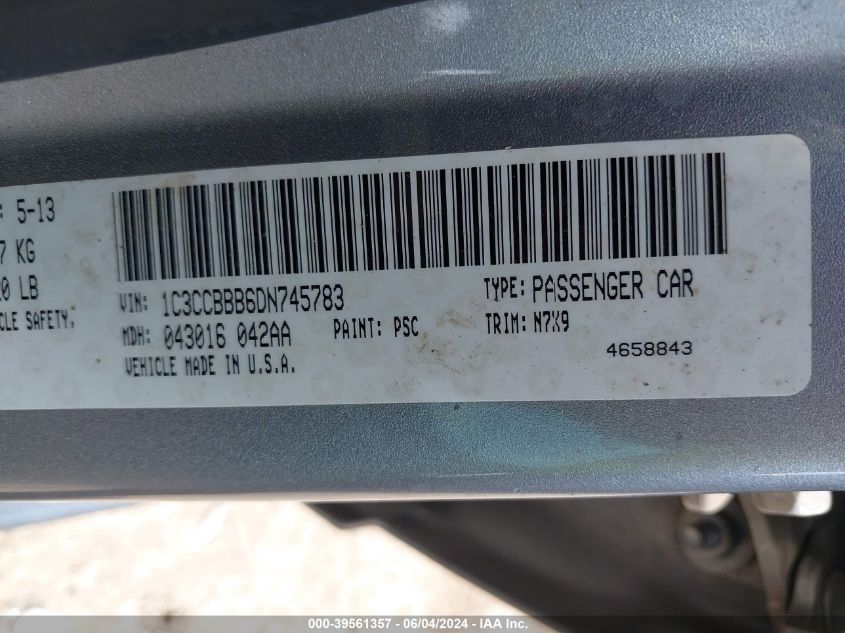 : 5-13
7 KG
0 LB
CLE SAFETY,
VIN: 1C3CCBBB6DN745783
TYPE: PASSENGER CAR
MDH: 043016 042AA
PAINT: PSC
TRIM: N7X9
VEHICLE MADE IN U.S.A.
4658843
000-39561357 - 06/04/2024 - IAA Inc.